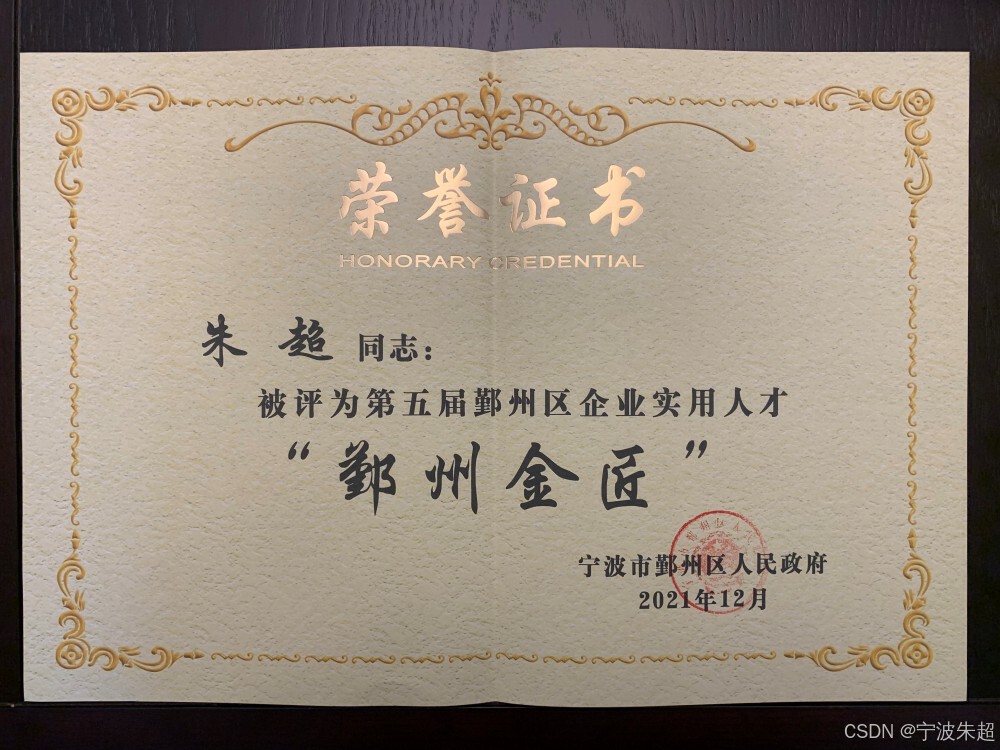 荣誉证书
HONORARY CREDENTIAL
朱超同志：
被评为第五届鄞州区企业实用人才
“鄞州金匠”
宁波市鄞州区人民政府
2021年12月
CSDN @宁波朱超